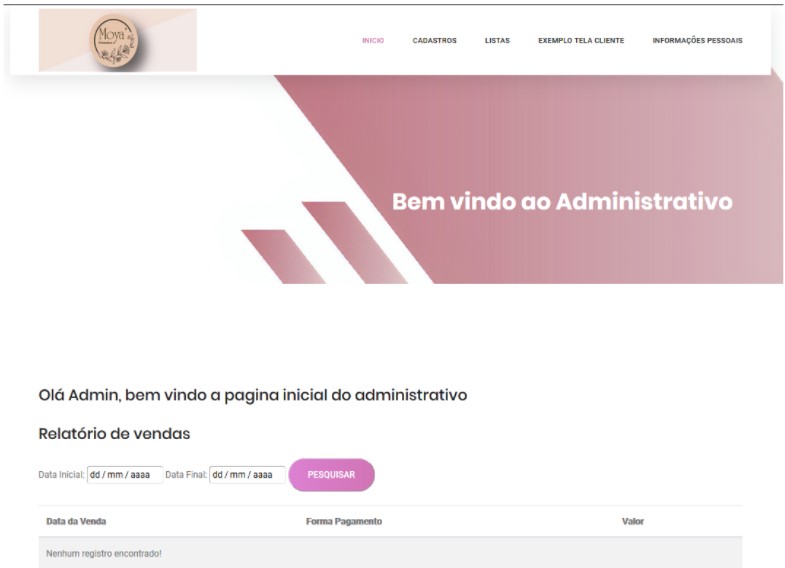 Moya
INICIO CADASTROS LISTAS EXEMPLO TELA CLIENTE INFORMAÇÕES PESSOAIS
Bem vindo ao Administrativo
Olá Admin, bem vindo a pagina inicial do administrativo
Relatório de vendas
Data Inicial: dd / mm / aaaa Data Final: dd / mm / aaaa PESQUISAR
Data da Venda Forma Pagamento Valor
Nenhum registro encontrado!